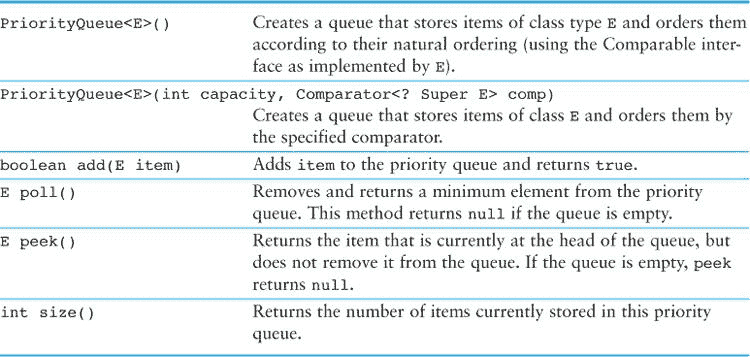 PriorityQueue<E>() Creates a queue that stores items of class type E and orders them
according to their natural ordering (using the Comparable inter-
face as implemented by E).
PriorityQueue<E>(int capacity, Comparator<? Super E> comp)
Creates a queue that stores items of class E and orders them by
the specified comparator.
boolean add(E item) Adds item to the priority queue and returns true.
E poll() Removes and returns a minimum element from the priority
queue. This method returns null if the queue is empty.
E peek() Returns the item that is currently at the head of the queue, but
does not remove it from the queue. If the queue is empty, peek
returns null.
int size() Returns the number of items currently stored in this priority
queue.